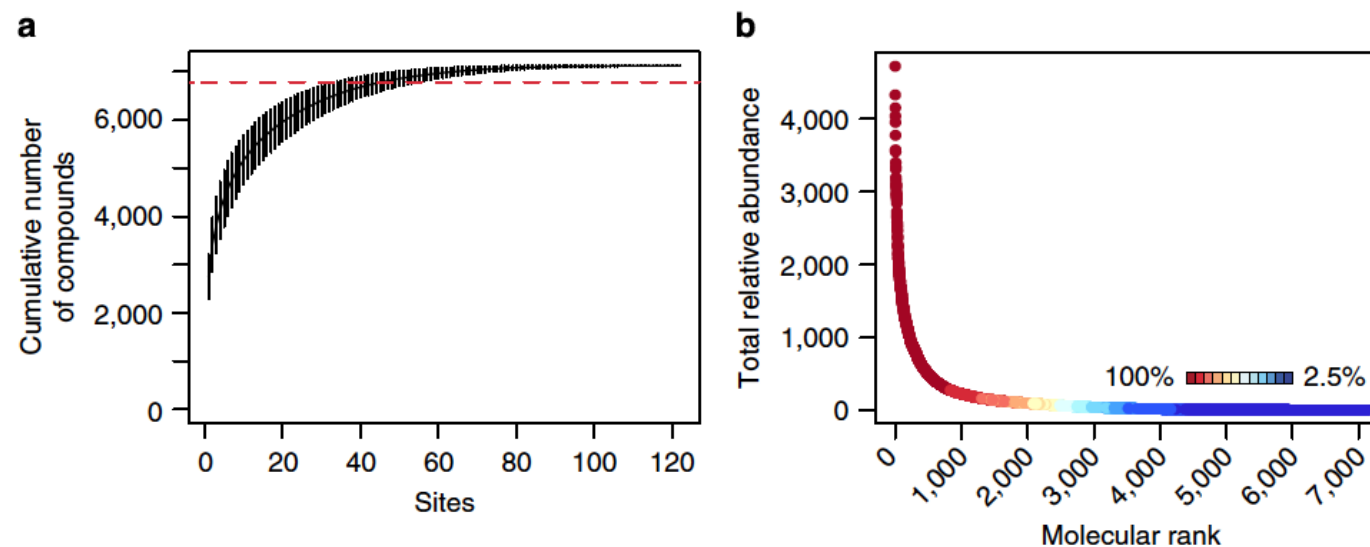 a
Cumulative number
of compounds
6,000
4,000
2,000
0
0 20 40 60 80 100 120
Sites
b
Total relative abundance
4,000
3,000
2,000
1,000
0
100% 2.5%
0 1,000 2,000 3,000 4,000 5,000 6,000 7,000
Molecular rank